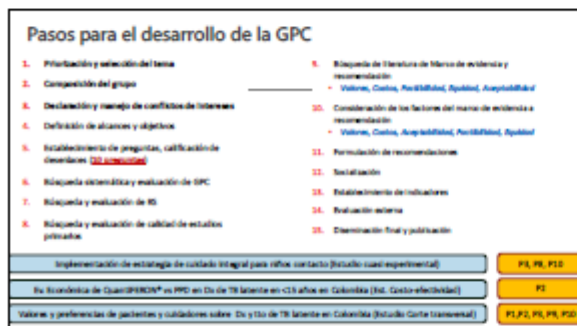 Pasos para el desarrollo de la GPC
1. Priorización y selección del tema
2. Composición del grupo
3. Declaración y manejo de conflictos de intereses
4. Definición de alcances y objetivos
5. Establecimiento de preguntas, calificación de
desenlaces
6. Búsqueda sistemática y evaluación de GPC
7. Búsqueda y evaluación de RS
8. Búsqueda y evaluación de calidad de estudios
primarios
9. Búsqueda de literatura de Marco de evidencia y
recomendación
• Valores, Costos, Factibilidad, Equidad, Aceptabilidad
10. Consideración de los factores del marco de evidencia a
recomendación
• Valores, Costos, Aceptabilidad, Factibilidad, Equidad
11. Formulación de recomendaciones
12. Socialización
13. Establecimiento de indicadores
14. Evaluación externa
15. Diseminación final y publicación
Implementación de estrategia de cuidado integral para niños contacto (Estudio cuasi experimental)
P3, P8, P10
Ev Económica de QuantiFERON® vs PPD en Dx de TB latente en <15 años en Colombia (Est. Costo-efectividad)
P2
Valores y preferencias de pacientes y cuidadores sobre Dx y tto de TB latente en Colombia (Estudio Corte transversal)
P1,P2, P3, P8, P9, P10